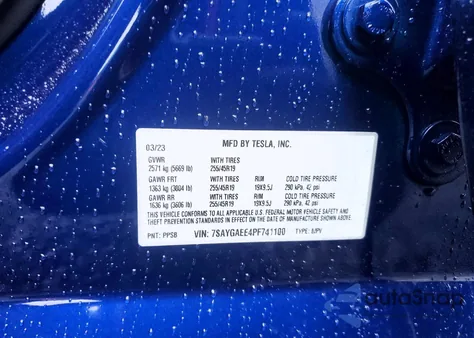 03/23 MFD BY TESLA, INC.
GVWR WITH TIRES
2571 kg (5669 lb) 255/45R19
GAWR FRT WITH TIRES RIM COLD TIRE PRESSURE
1363 kg (3004 lb) 255/45R19 19X9.5J 290 kPa, 42 psi
GAWR RR WITH TIRES RIM COLD TIRE PRESSURE
1636 kg (3606 lb) 255/45R19 19X9.5J 290 kPa, 42 psi
THIS VEHICLE CONFORMS TO ALL APPLICABLE FEDERAL MOTOR VEHICLE SAFETY AND
THEFT PREVENTION STANDARDS IN EFFECT ON THE DATE OF MANUFACTURE SHOWN ABOVE.
PNT: PPSB VIN: 7SAYGAEE4PF741100 TYPE: MPV
autoSnap